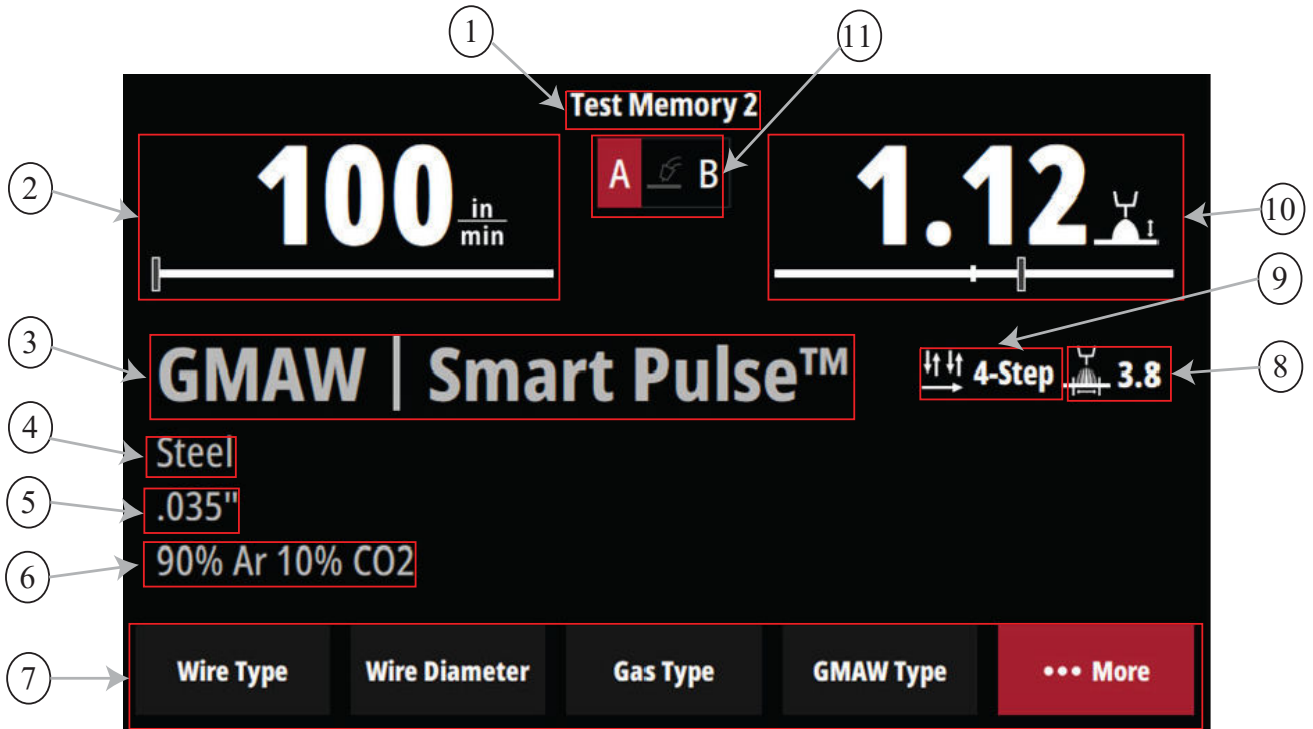 1
11
Test Memory 2
2
100 in/min
A B
1.12
10
9
3
GMAW | Smart Pulse™
4-Step
3.8
8
4
Steel
5
.035"
6
90% Ar 10% CO2
7
Wire Type
Wire Diameter
Gas Type
GMAW Type
••• More